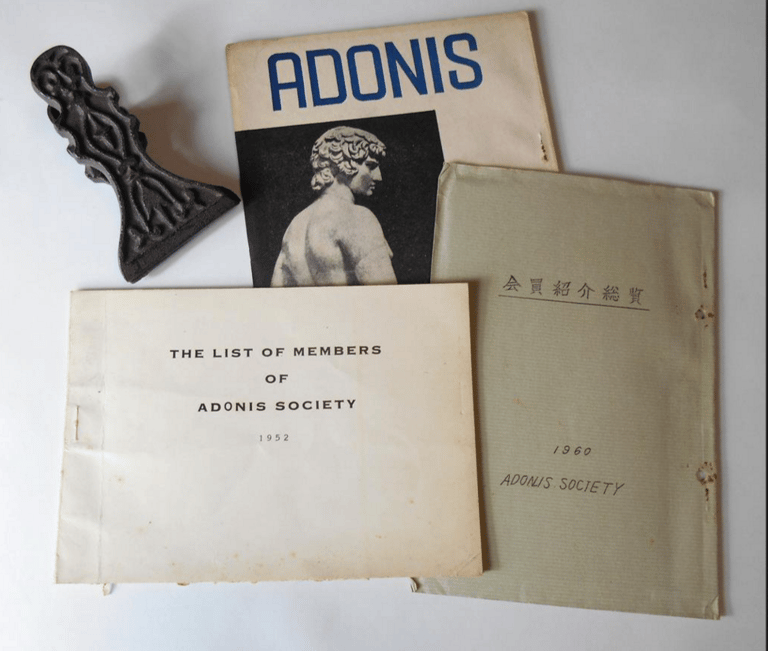 ADONIS
会員紹介総覧
1960
ADONIS SOCIETY
THE LIST OF MEMBERS
OF
ADONIS SOCIETY
1952